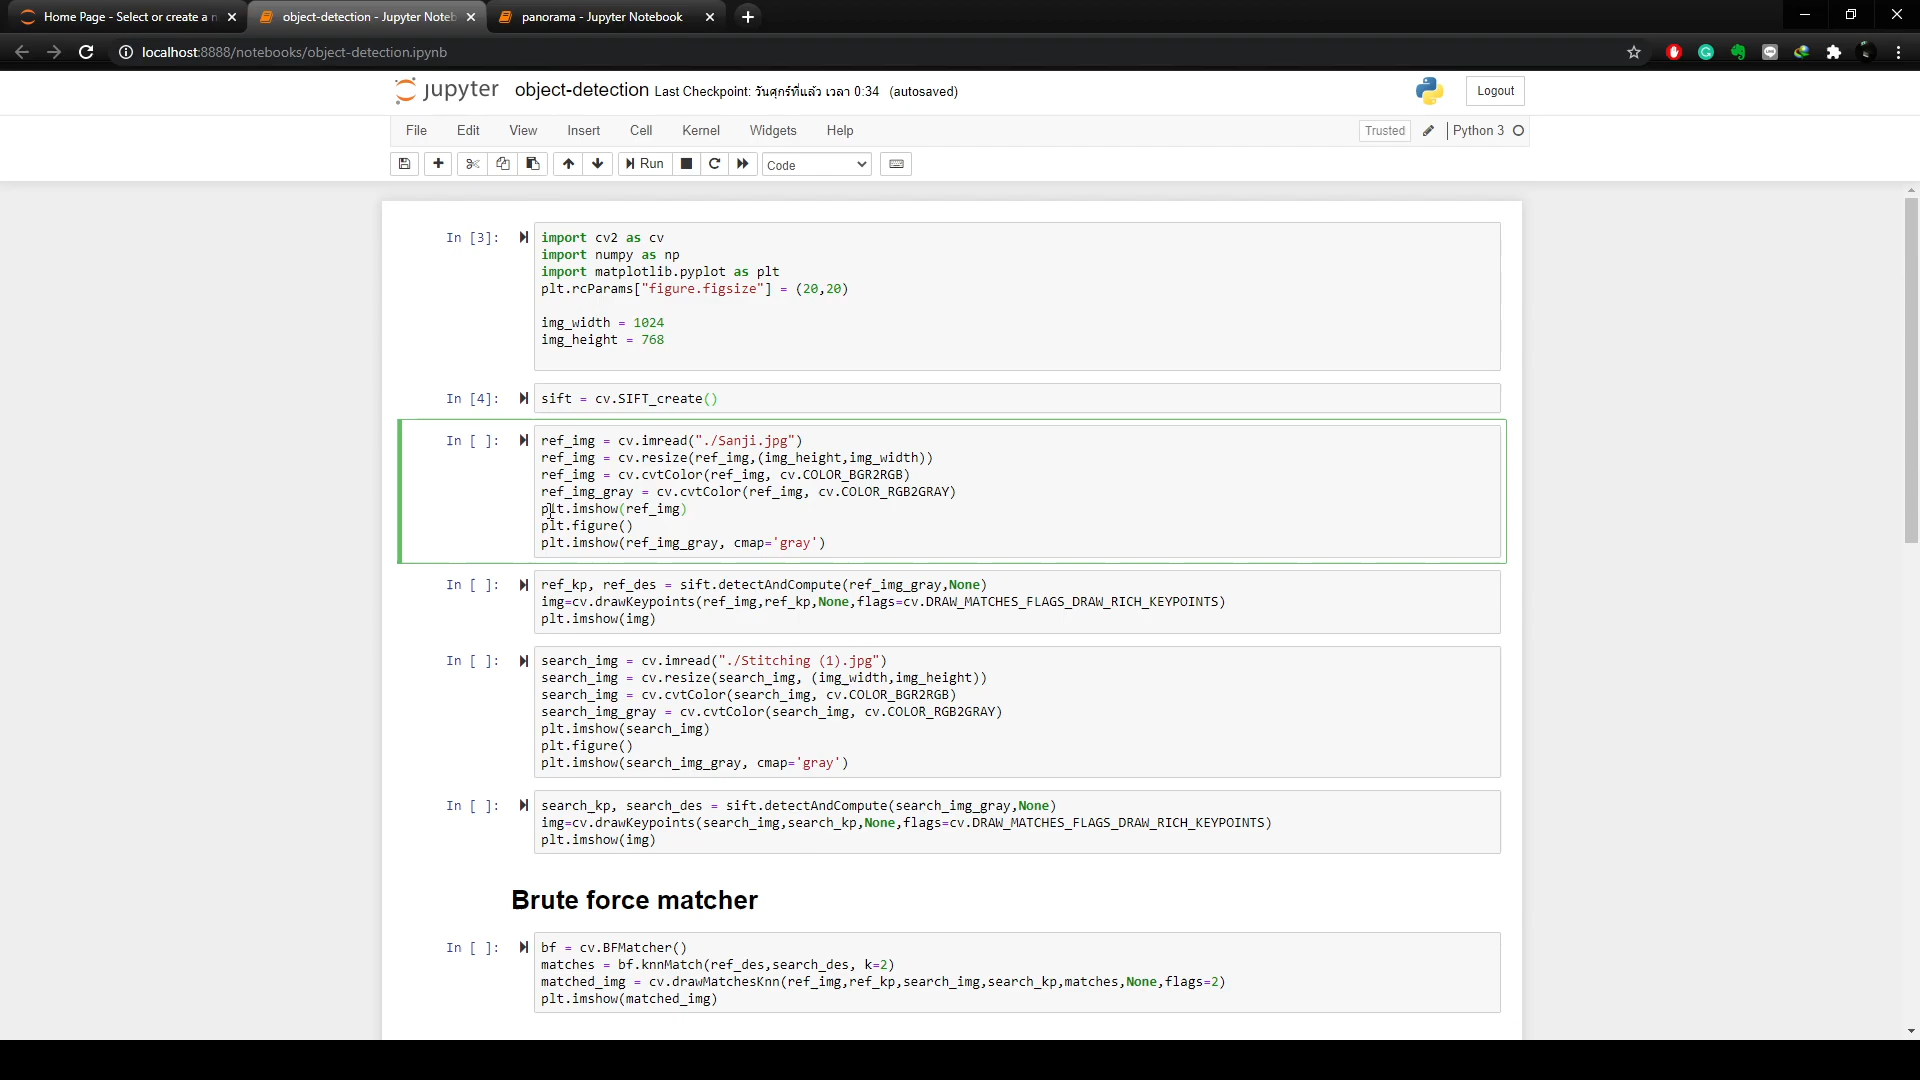 Home Page - Select or create a n
object-detection - Jupyter Noteb
panorama - Jupyter Notebook
localhost:8888/notebooks/object-detection.ipynb
jupyter object-detection Last Checkpoint: วันศุกร์ที่แล้ว เวลา 0:34 (autosaved)
Logout
File Edit View Insert Cell Kernel Widgets Help
Trusted Python 3
Run Code
In [3]:
import cv2 as cv
import numpy as np
import matplotlib.pyplot as plt
plt.rcParams["figure.figsize"] = (20,20)
img_width = 1024
img_height = 768
In [4]: sift = cv.SIFT_create()
In [ ]:
ref_img = cv.imread("./Sanji.jpg")
ref_img = cv.resize(ref_img,(img_height,img_width))
ref_img = cv.cvtColor(ref_img, cv.COLOR_BGR2RGB)
ref_img_gray = cv.cvtColor(ref_img, cv.COLOR_RGB2GRAY)
plt.imshow(ref_img)
plt.figure()
plt.imshow(ref_img_gray, cmap='gray')
In [ ]:
ref_kp, ref_des = sift.detectAndCompute(ref_img_gray,None)
img=cv.drawKeypoints(ref_img,ref_kp,None,flags=cv.DRAW_MATCHES_FLAGS_DRAW_RICH_KEYPOINTS)
plt.imshow(img)
In [ ]:
search_img = cv.imread("./Stitching (1).jpg")
search_img = cv.resize(search_img, (img_width,img_height))
search_img = cv.cvtColor(search_img, cv.COLOR_BGR2RGB)
search_img_gray = cv.cvtColor(search_img, cv.COLOR_RGB2GRAY)
plt.imshow(search_img)
plt.figure()
plt.imshow(search_img_gray, cmap='gray')
In [ ]:
search_kp, search_des = sift.detectAndCompute(search_img_gray,None)
img=cv.drawKeypoints(search_img,search_kp,None,flags=cv.DRAW_MATCHES_FLAGS_DRAW_RICH_KEYPOINTS)
plt.imshow(img)
Brute force matcher
In [ ]:
bf = cv.BFMatcher()
matches = bf.knnMatch(ref_des,search_des, k=2)
matched_img = cv.drawMatchesKnn(ref_img,ref_kp,search_img,search_kp,matches,None,flags=2)
plt.imshow(matched_img)